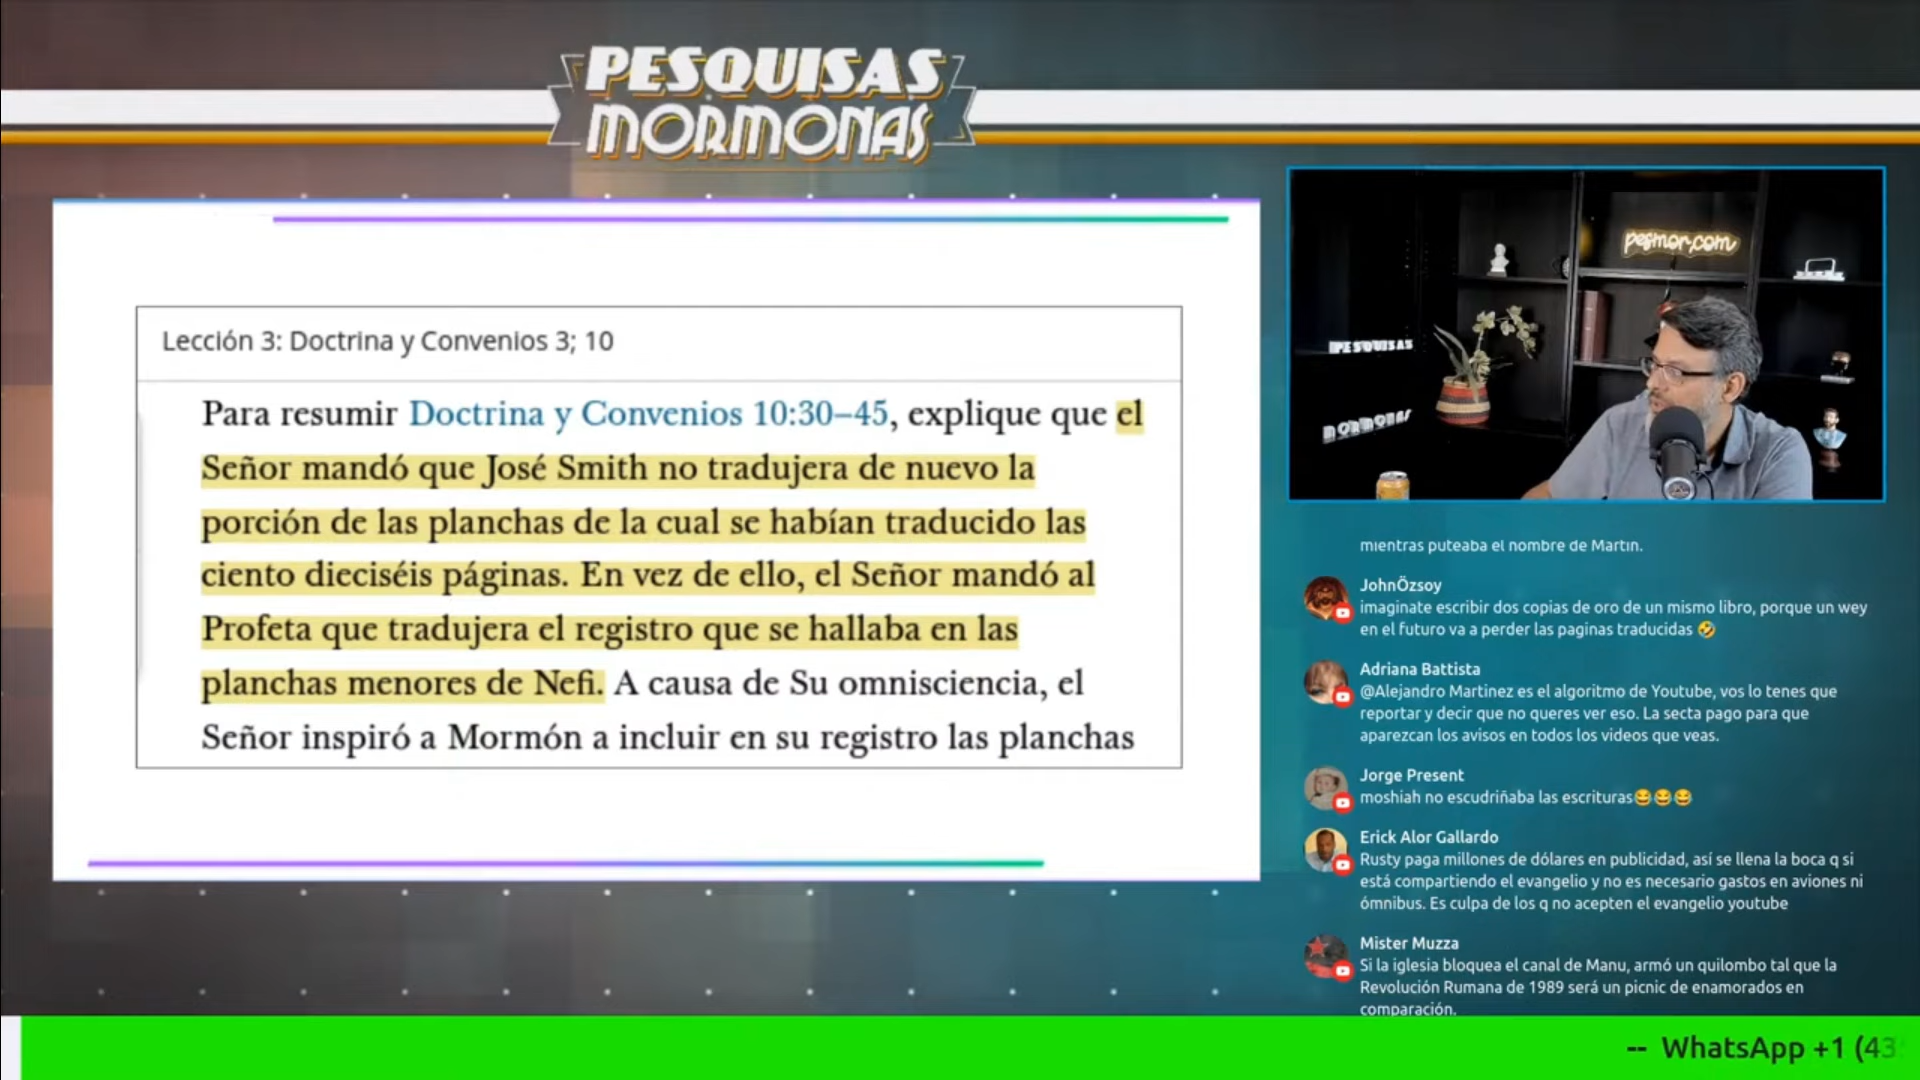 PESQUISAS
MORMONAS
Lección 3: Doctrina y Convenios 3; 10
Para resumir Doctrina y Convenios 10:30–45, explique que el
Señor mandó que José Smith no tradujera de nuevo la
porción de las planchas de la cual se habían traducido las
ciento dieciséis páginas. En vez de ello, el Señor mandó al
Profeta que tradujera el registro que se hallaba en las
planchas menores de Nefi. A causa de Su omnisciencia, el
Señor inspiró a Mormón a incluir en su registro las planchas
pesmor.com
PESQUISAS
MORMONAS
mientras puteaba el nombre de Martin.
JohnÖzsoy
imaginate escribir dos copias de oro de un mismo libro, porque un wey
en el futuro va a perder las paginas traducidas 🤣
Adriana Battista
@Alejandro Martinez es el algoritmo de Youtube, vos lo tenes que
reportar y decir que no queres ver eso. La secta pago para que
aparezcan los avisos en todos los videos que veas.
Jorge Present
moshiah no escudriñaba las escrituras😂😂😂
Erick Alor Gallardo
Rusty paga millones de dólares en publicidad, así se llena la boca q si
está compartiendo el evangelio y no es necesario gastos en aviones ni
ómnibus. Es culpa de los q no acepten el evangelio youtube
Mister Muzza
Si la iglesia bloquea el canal de Manu, armó un quilombo tal que la
Revolución Rumana de 1989 será un picnic de enamorados en
comparación.
-- WhatsApp +1 (43